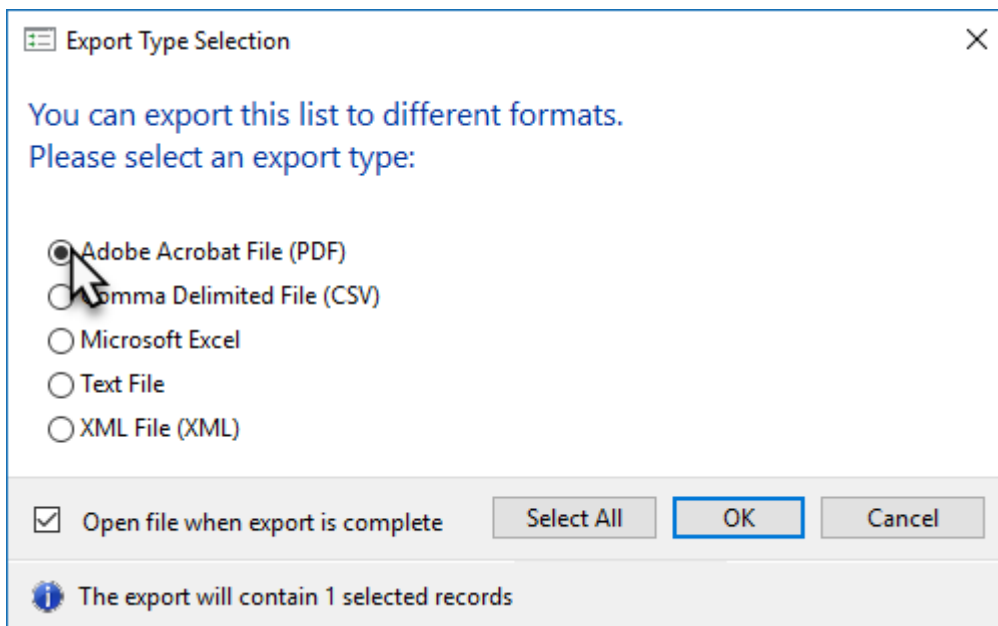 Export Type Selection
You can export this list to different formats.
Please select an export type:
Adobe Acrobat File (PDF)
Comma Delimited File (CSV)
Microsoft Excel
Text File
XML File (XML)
Open file when export is complete
Select All
OK
Cancel
The export will contain 1 selected records